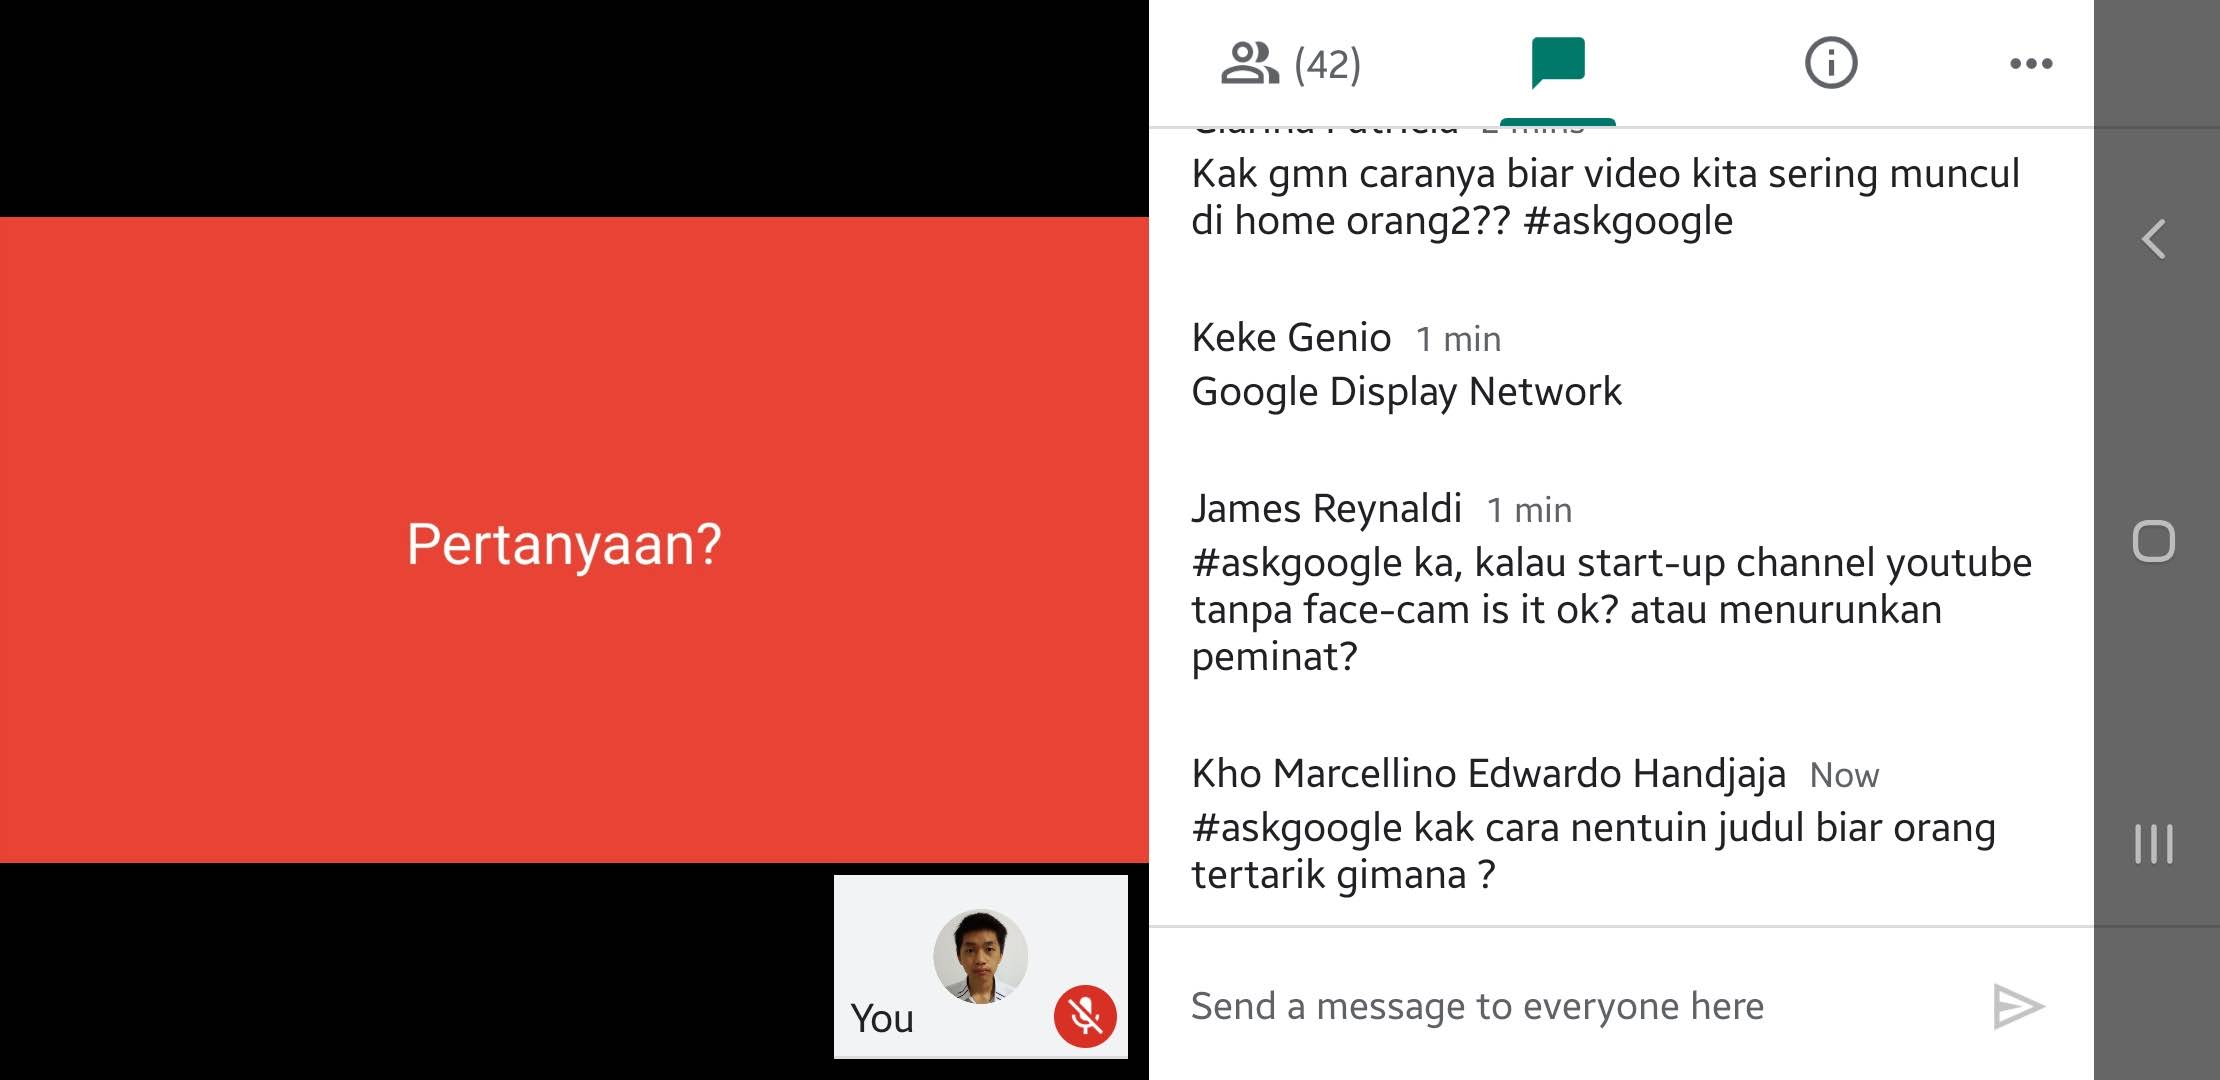 Pertanyaan?
You
(42)
Kak gmn caranya biar video kita sering muncul
di home orang2?? #askgoogle
Keke Genio 1 min
Google Display Network
James Reynaldi 1 min
#askgoogle ka, kalau start-up channel youtube
tanpa face-cam is it ok? atau menurunkan
peminat?
Kho Marcellino Edwardo Handjaja Now
#askgoogle kak cara nentuin judul biar orang
tertarik gimana ?
Send a message to everyone here